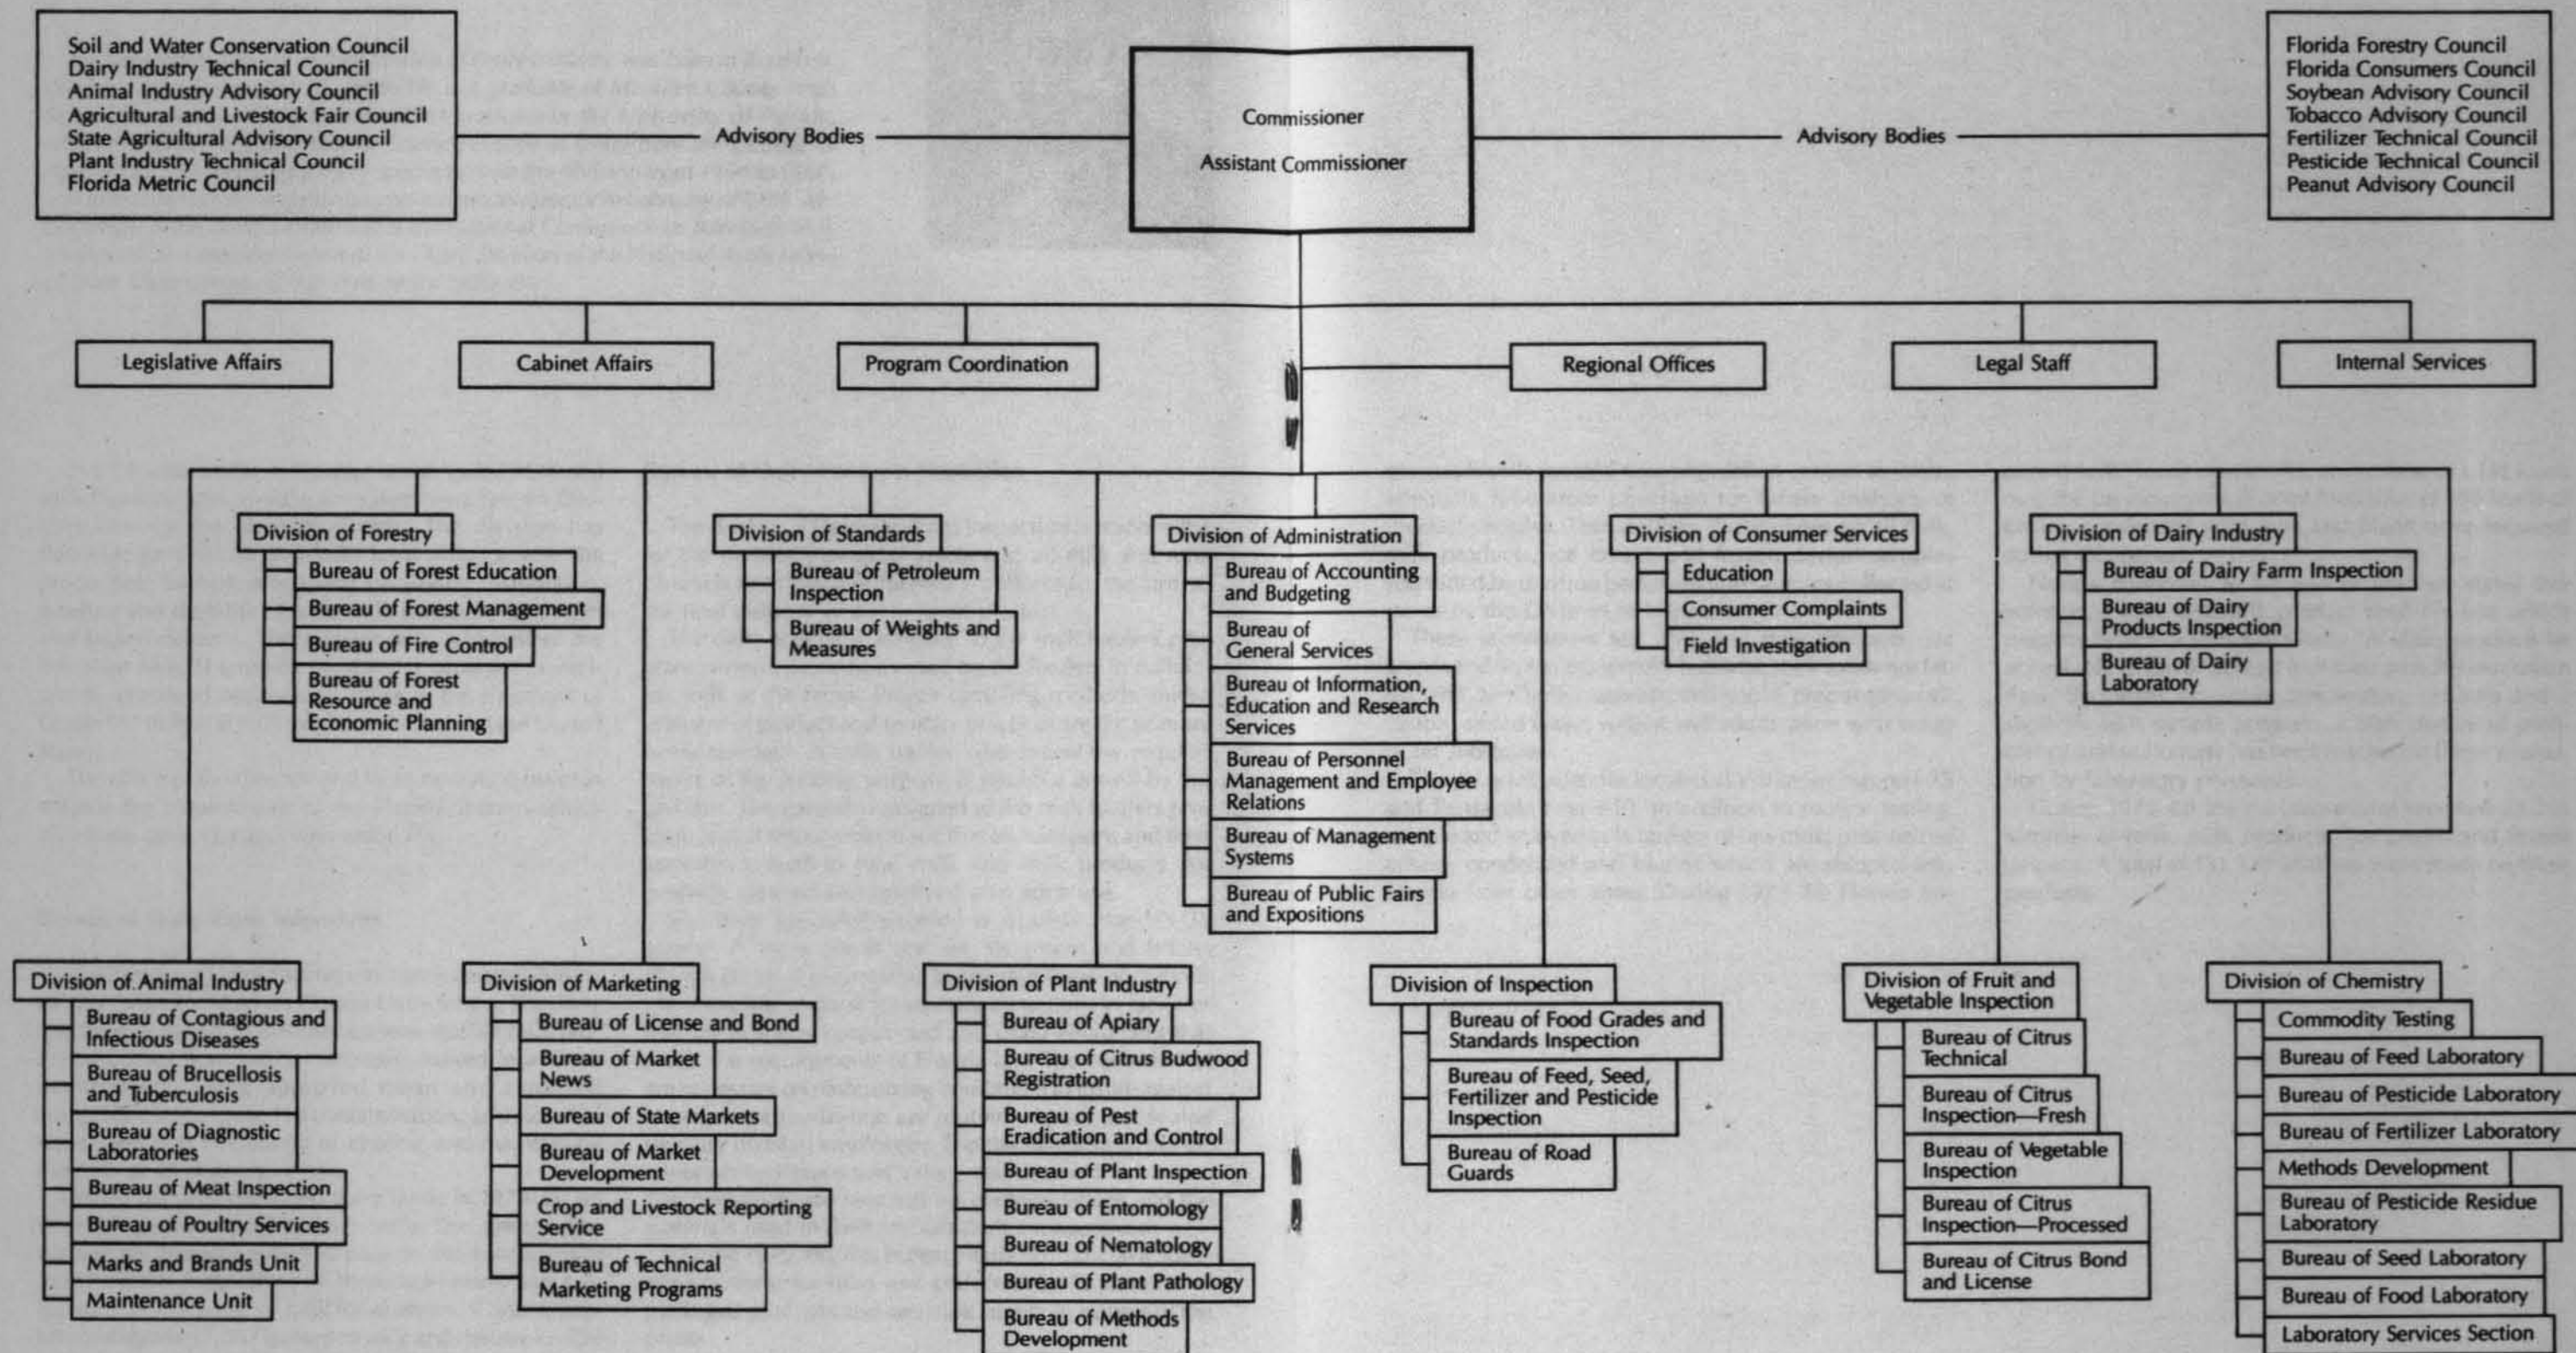 Soil and Water Conservation Council
Dairy Industry Technical Council
Animal Industry Advisory Council
Agricultural and Livestock Fair Council
State Agricultural Advisory Council
Plant Industry Technical Council
Florida Metric Council
Advisory Bodies
Commissioner
Assistant Commissioner
Advisory Bodies
Florida Forestry Council
Florida Consumers Council
Soybean Advisory Council
Tobacco Advisory Council
Fertilizer Technical Council
Pesticide Technical Council
Peanut Advisory Council
Legislative Affairs
Cabinet Affairs
Program Coordination
Regional Offices
Legal Staff
Internal Services
Division of Forestry
Bureau of Forest Education
Bureau of Forest Management
Bureau of Fire Control
Bureau of Forest
Resource and
Economic Planning
Division of Standards
Bureau of Petroleum
Inspection
Bureau of Weights and
Measures
Division of Administration
Bureau of Accounting
and Budgeting
Bureau of
General Services
Bureau of Information,
Education and Research
Services
Bureau of Personnel
Management and Employee
Relations
Bureau of Management
Systems
Bureau of Public Fairs
and Expositions
Division of Consumer Services
Education
Consumer Complaints
Field Investigation
Division of Dairy Industry
Bureau of Dairy Farm Inspection
Bureau of Dairy
Products Inspection
Bureau of Dairy
Laboratory
Division of Animal Industry
Bureau of Contagious and
Infectious Diseases
Bureau of Brucellosis
and Tuberculosis
Bureau of Diagnostic
Laboratories
Bureau of Meat Inspection
Bureau of Poultry Services
Marks and Brands Unit
Maintenance Unit
Division of Marketing
Bureau of License and Bond
Bureau of Market
News
Bureau of State Markets
Bureau of Market
Development
Crop and Livestock Reporting
Service
Bureau of Technical
Marketing Programs
Division of Plant Industry
Bureau of Apiary
Bureau of Citrus Budwood
Registration
Bureau of Pest
Eradication and Control
Bureau of Plant Inspection
Bureau of Entomology
Bureau of Nematology
Bureau of Plant Pathology
Bureau of Methods
Development
Division of Inspection
Bureau of Food Grades and
Standards Inspection
Bureau of Feed, Seed,
Fertilizer and Pesticide
Inspection
Bureau of Road
Guards
Division of Fruit and
Vegetable Inspection
Bureau of Citrus
Technical
Bureau of Citrus
Inspection—Fresh
Bureau of Vegetable
Inspection
Bureau of Citrus
Inspection—Processed
Bureau of Citrus Bond
and License
Division of Chemistry
Commodity Testing
Bureau of Feed Laboratory
Bureau of Pesticide Laboratory
Bureau of Fertilizer Laboratory
Methods Development
Bureau of Pesticide Residue
Laboratory
Bureau of Seed Laboratory
Bureau of Food Laboratory
Laboratory Services Section